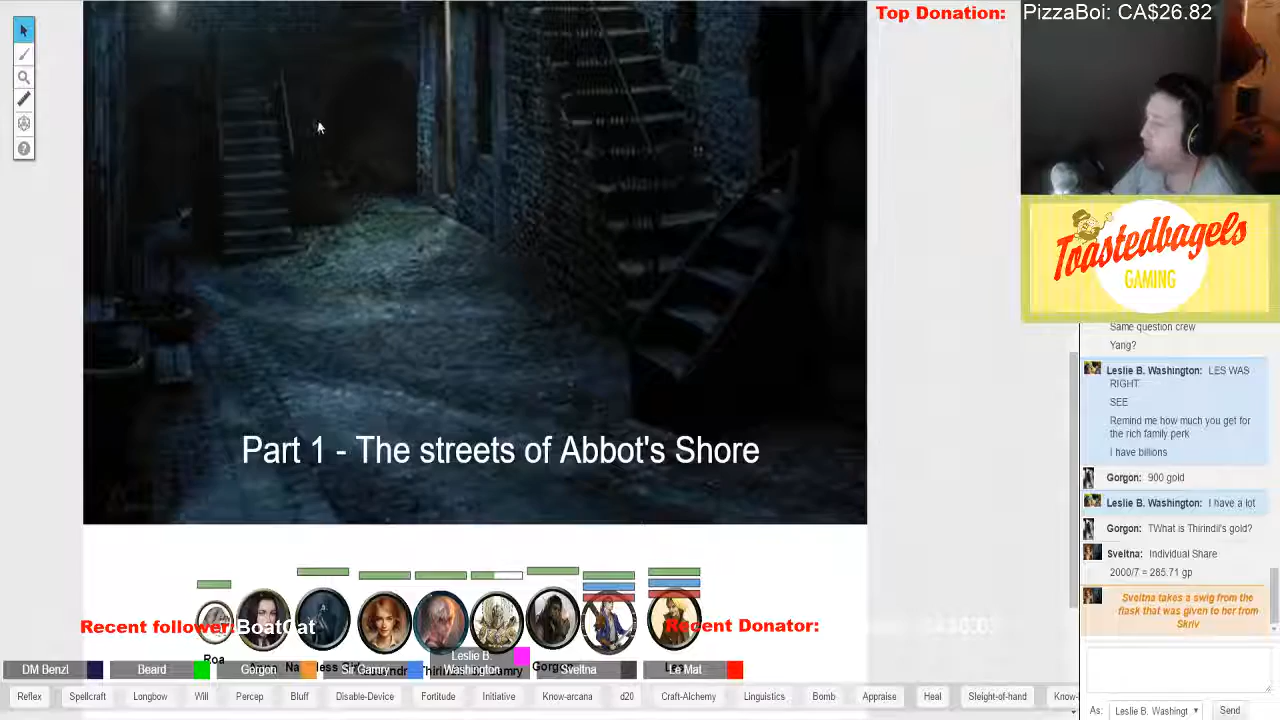 Top Donation: PizzaBoi: CA$26.82
Toastedbagels
GAMING
Same question crew
Yang?
Leslie B. Washington: LES WAS
RIGHT
SEE
Remind me how much you get for
the rich family perk
I have billions
Gorgon: 900 gold
Leslie B. Washington: I have a lot
Gorgon: TWhat is Thirindil's gold?
Sveltna: Individual Share
2000/7 = 285.71 gp
Sveltna takes a swig from the
flask that was given to her from
Skriv
Part 1 - The streets of Abbot's Shore
Recent follower: BoatCat
Recent Donator:
Roa
DM Benzl
Beard
Gorgon
Sir Gamry
Leslie B.
Washington
Sveltna
Le Mat
Reflex Spellcraft Longbow Will Percep Bluff Disable-Device Fortitude Initiative Know-arcana d20 Craft-Alchemy Linguistics Bomb Appraise Heal Sleight-of-hand Know-
As: Leslie B. Washingt Send